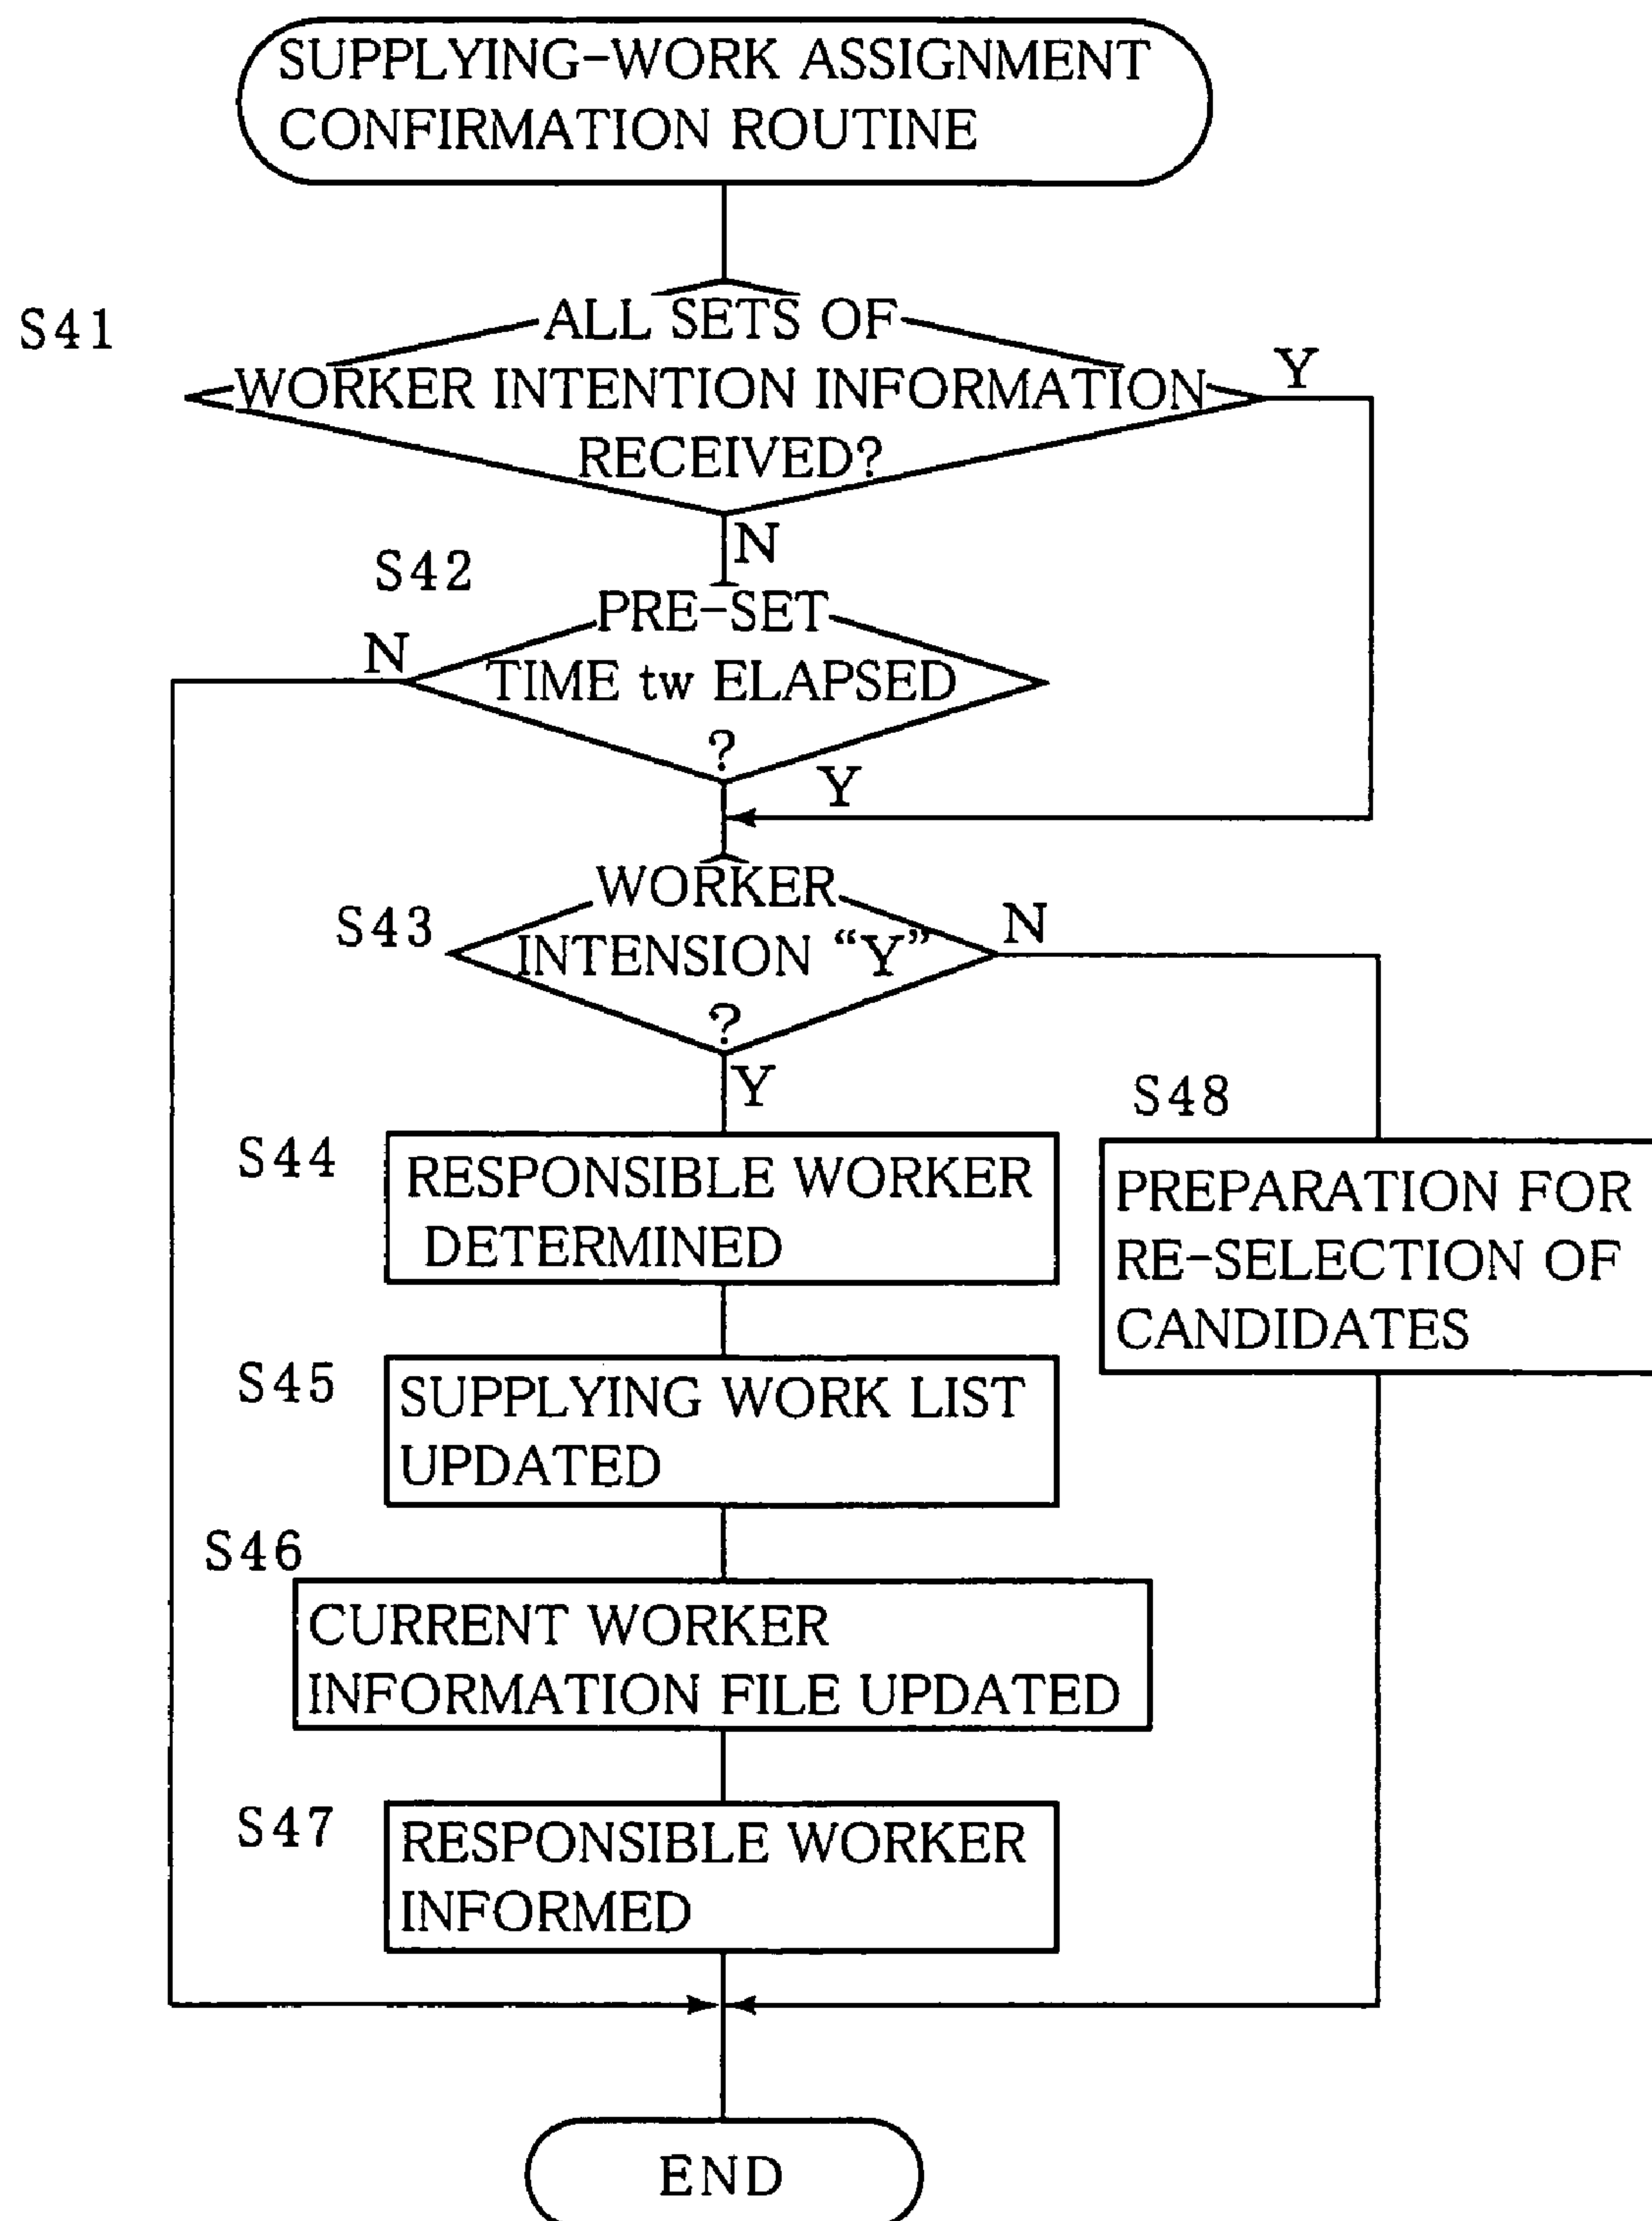 SUPPLYING-WORK ASSIGNMENT
CONFIRMATION ROUTINE
S41
ALL SETS OF
WORKER INTENTION INFORMATION
RECEIVED?
Y
N
S42
PRE-SET
TIME tw ELAPSED
?
N
Y
S43
WORKER
INTENSION “Y”
?
N
Y
S44
RESPONSIBLE WORKER
DETERMINED
S48
PREPARATION FOR
RE-SELECTION OF
CANDIDATES
S45
SUPPLYING WORK LIST
UPDATED
S46
CURRENT WORKER
INFORMATION FILE UPDATED
S47
RESPONSIBLE WORKER
INFORMED
END